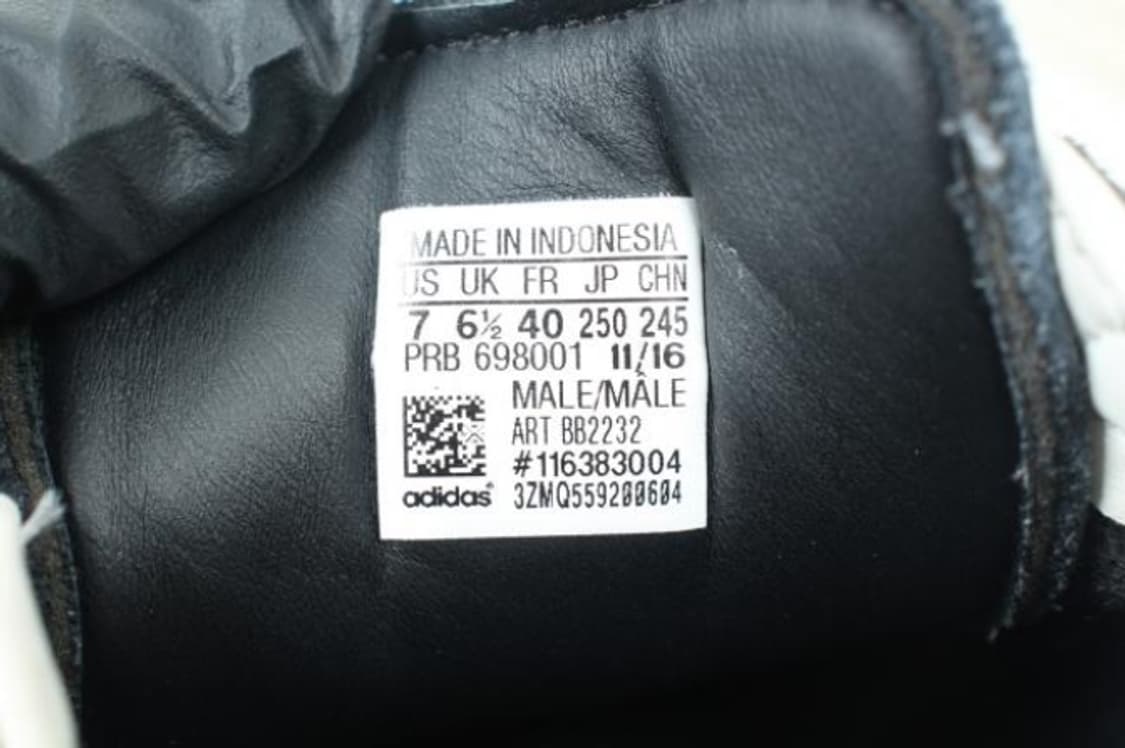 MADE IN INDONESIA
US UK FR JP CHN
7 6½ 40 250 245
PRB 698001 11/16
MALE/MÂLE
ART BB2232
#116383004
adidas® 3ZMQ559200604